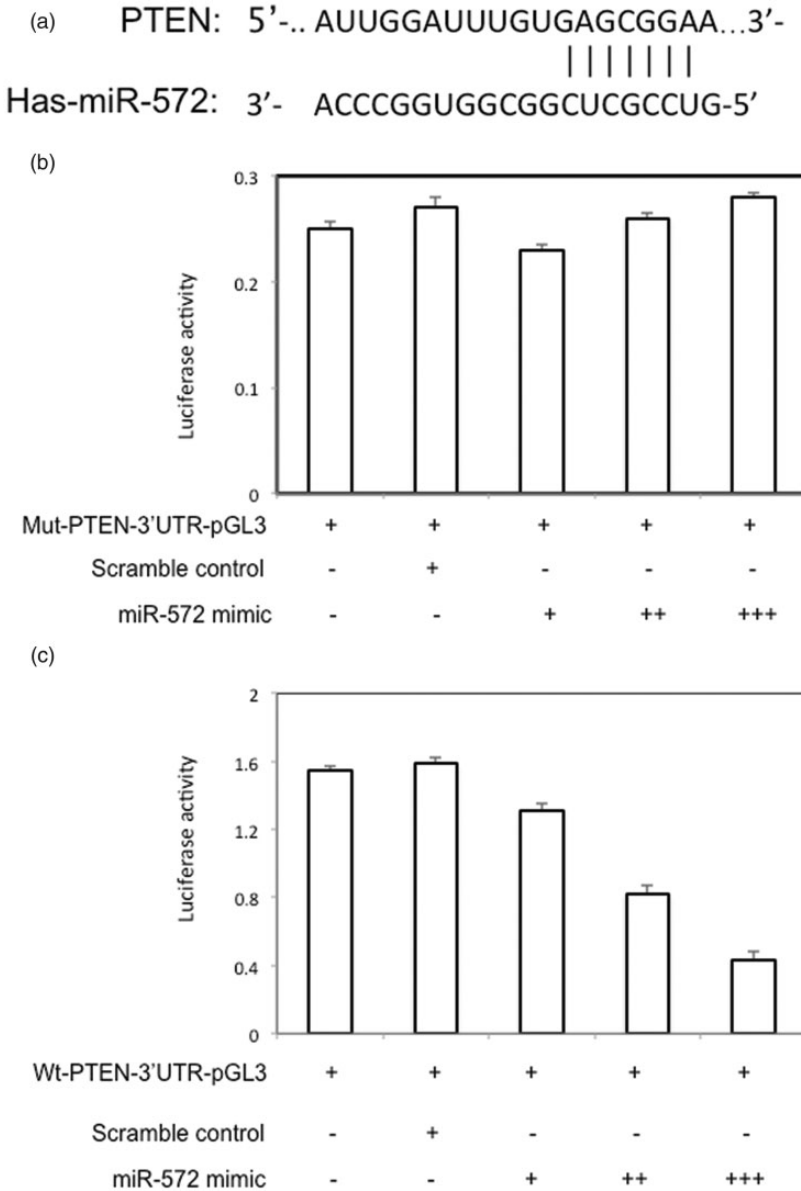 (a)
PTEN: 5'-.. AUUGGAUUUGUGAGCGGAA...3'-
Has-miR-572: 3'- ACCCGGUGGCGGCUCGCCUG-5'
(b)
0.3
0.2
0.1
0
Luciferase activity
Mut-PTEN-3'UTR-pGL3 + + + + +
Scramble control - + - - -
miR-572 mimic - - + ++ +++
(c)
2
1.6
1.2
0.8
0.4
0
Luciferase activity
Wt-PTEN-3'UTR-pGL3 + + + + +
Scramble control - + - - -
miR-572 mimic - - + ++ +++